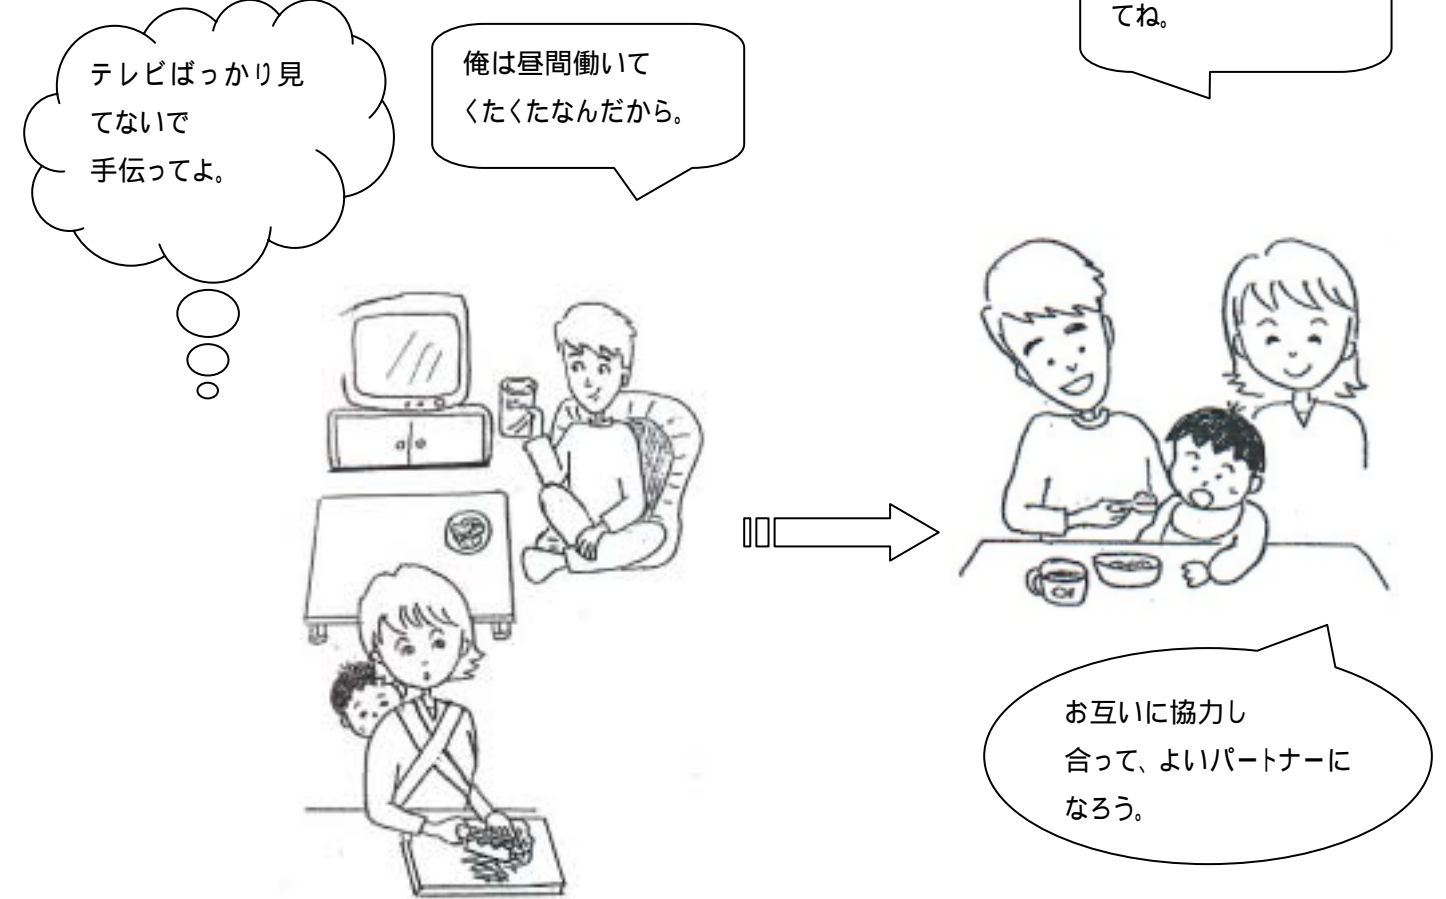 テレビばっかり見
てないで
手伝ってよ。
俺は昼間働いて
くたくたなんだから。
てね。
お互いに協力し
合って、よいパートナーに
なろう。